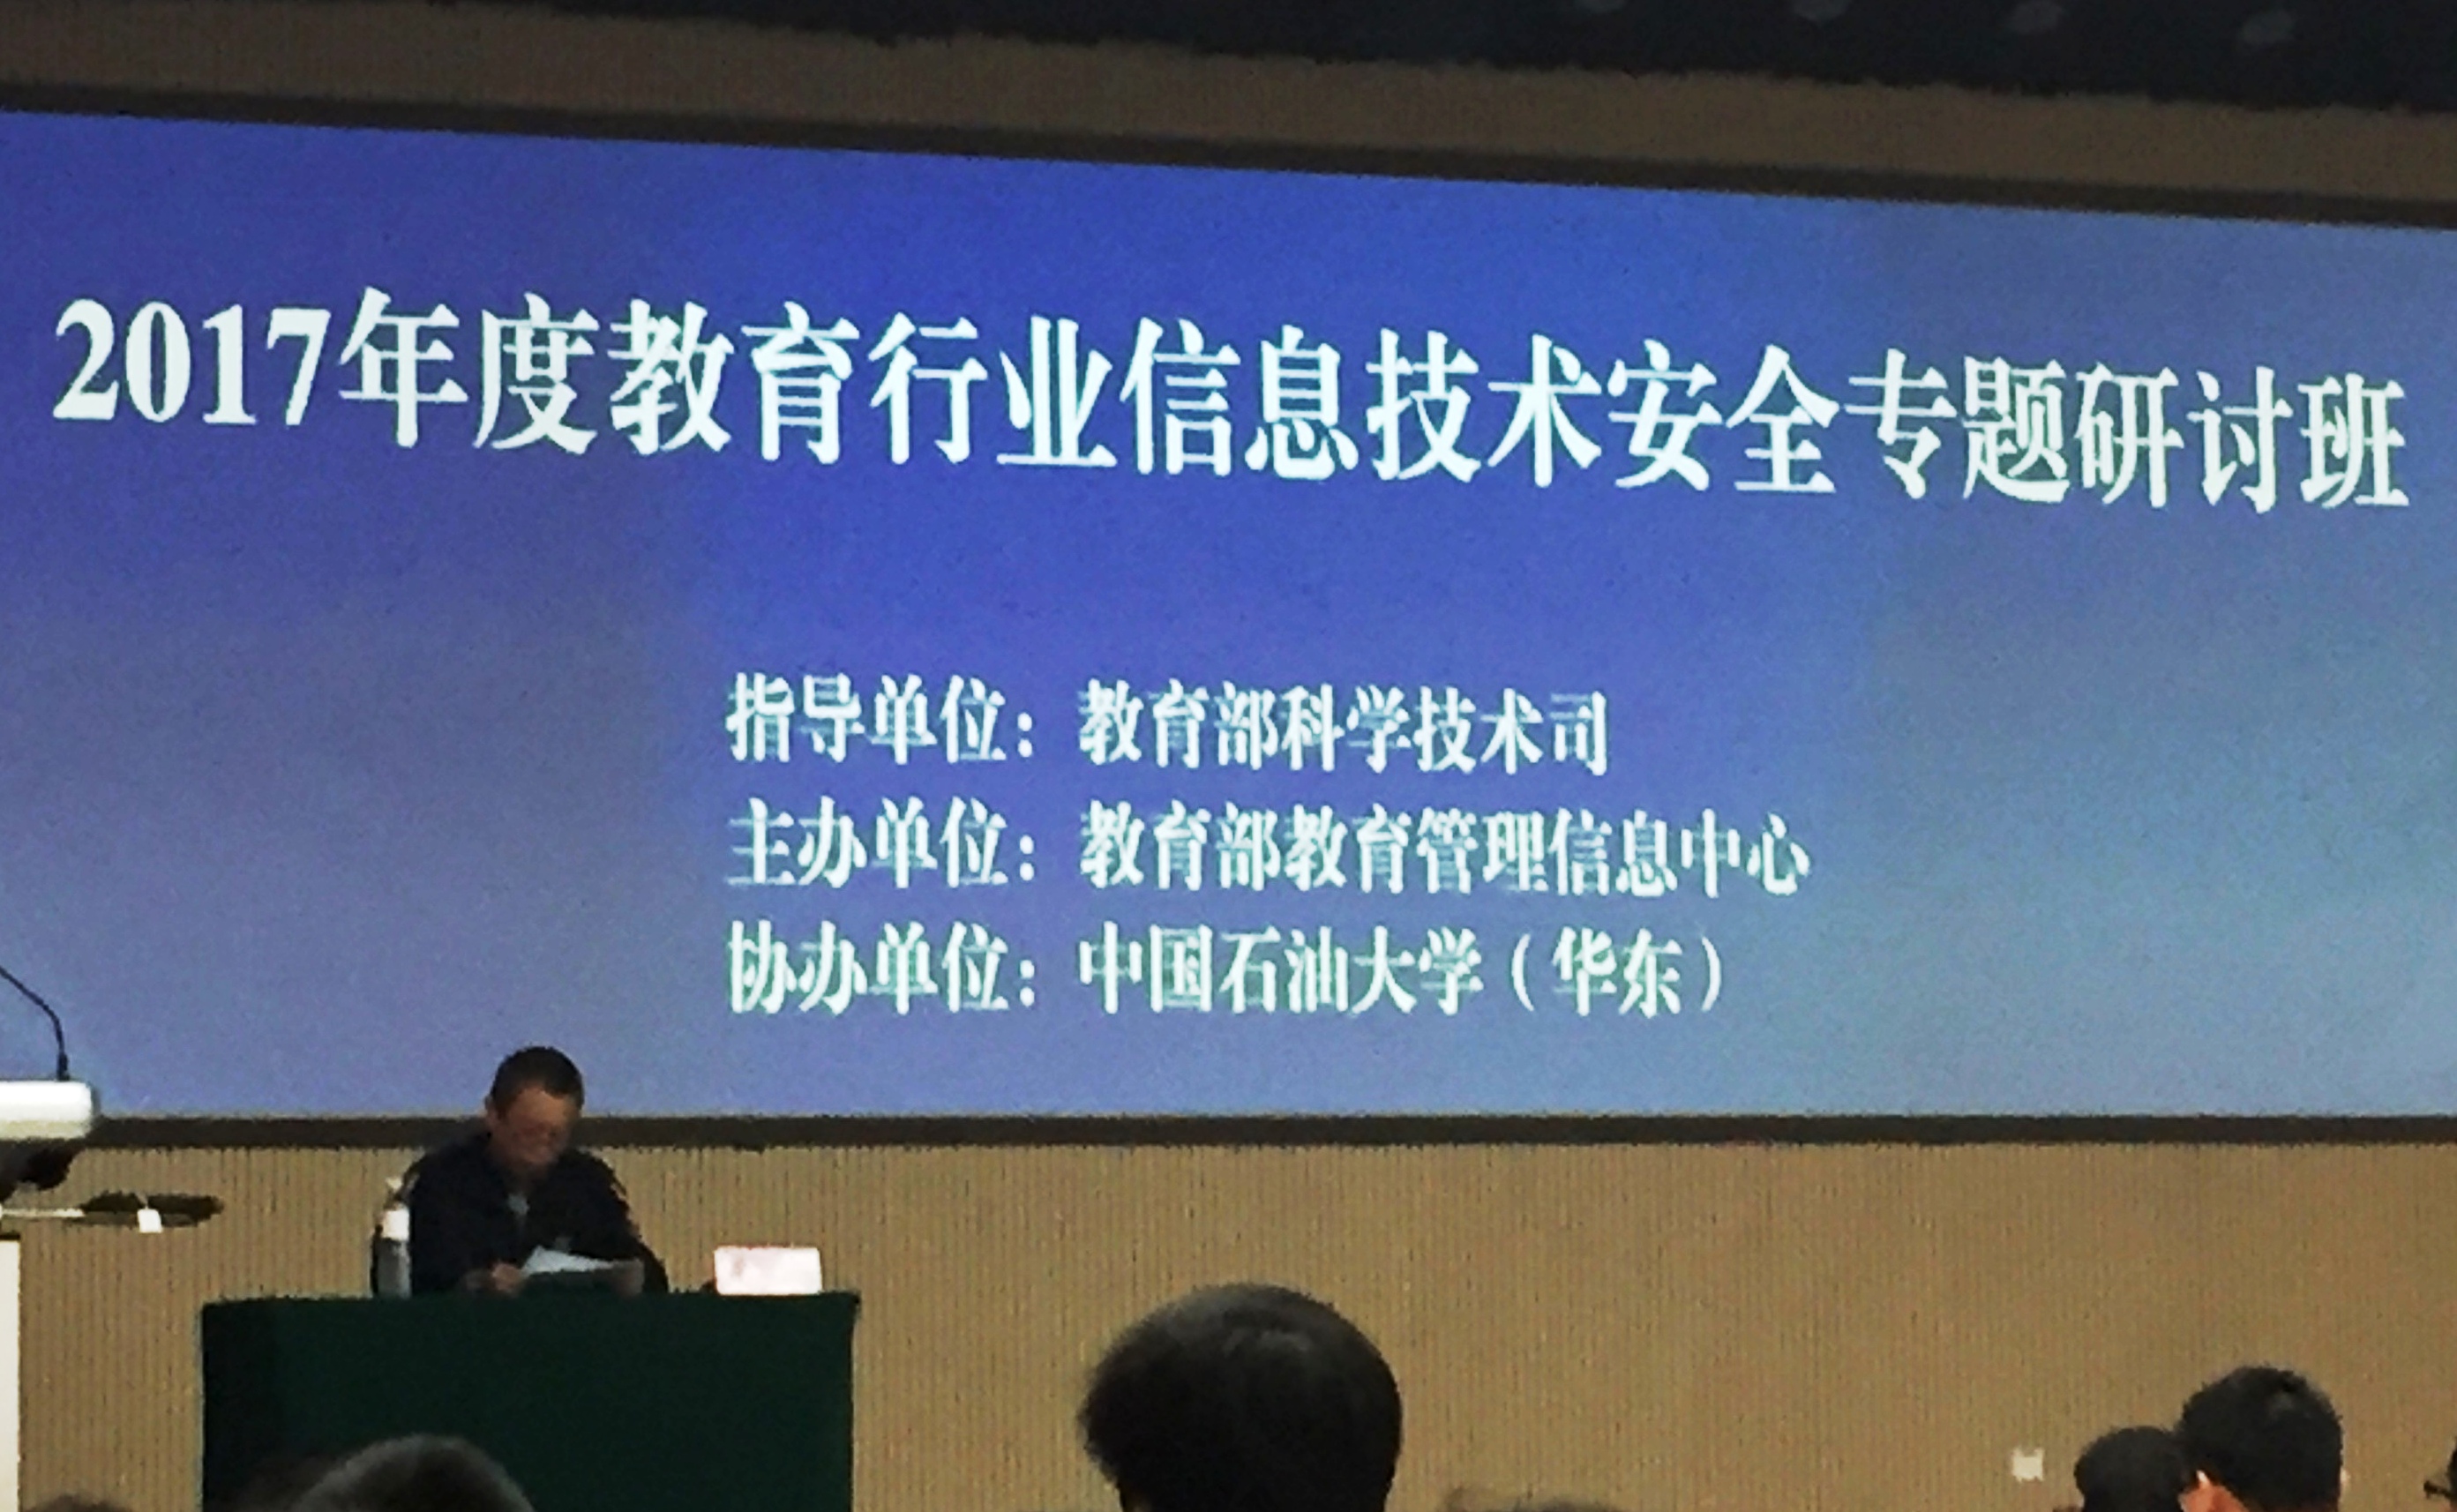 2017年度教育行业信息技术安全专题研讨班
指导单位：教育部科学技术司
主办单位：教育部教育管理信息中心
协办单位：中国石油大学（华东）